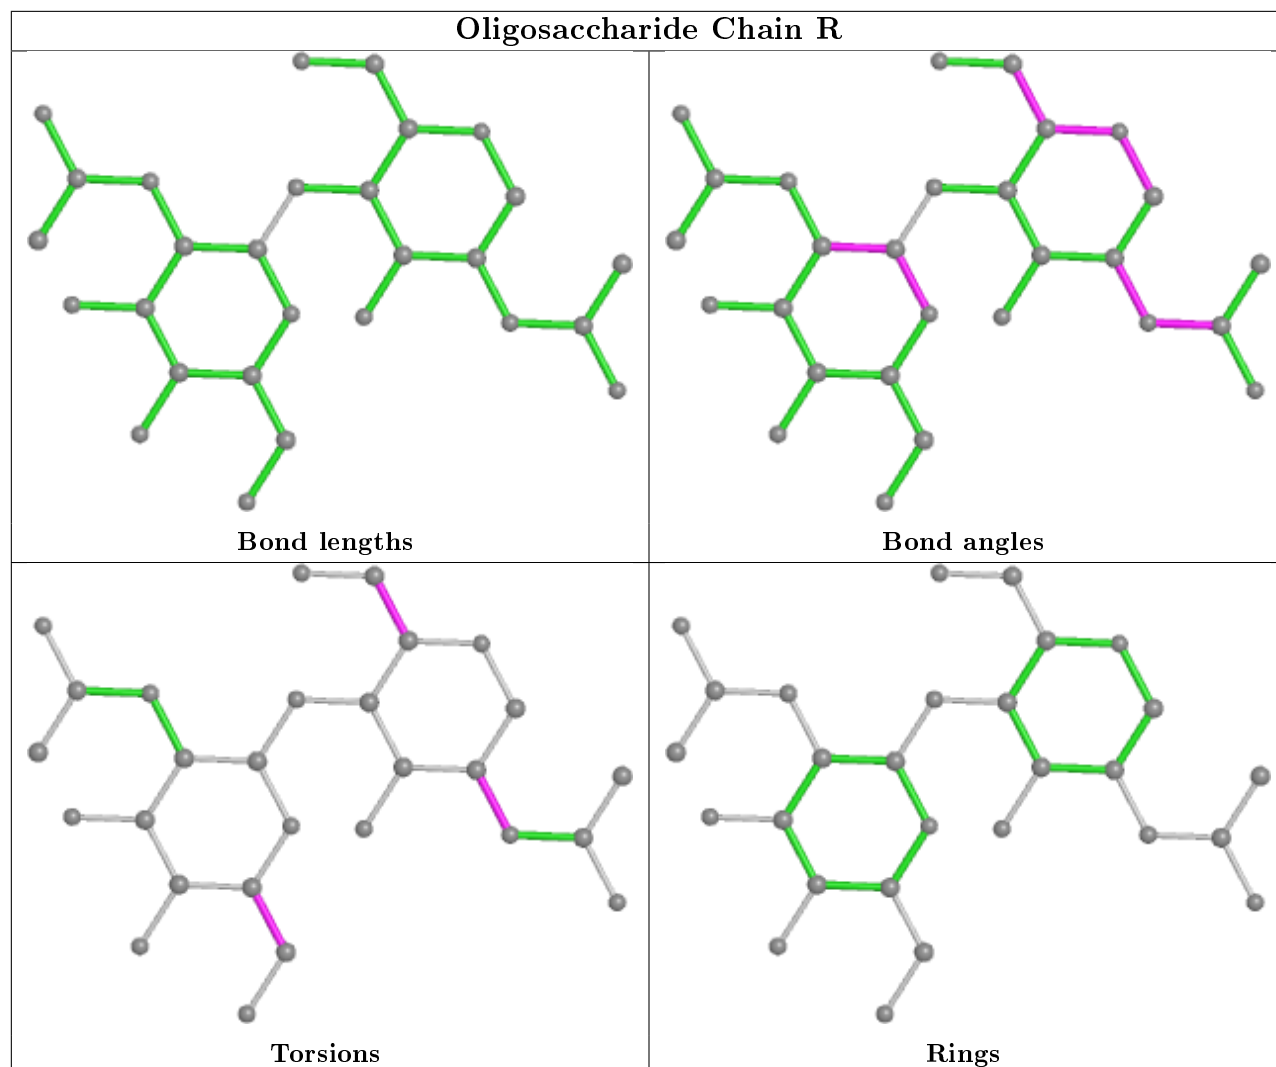 Oligosaccharide Chain R
Bond lengths
Bond angles
Torsions
Rings